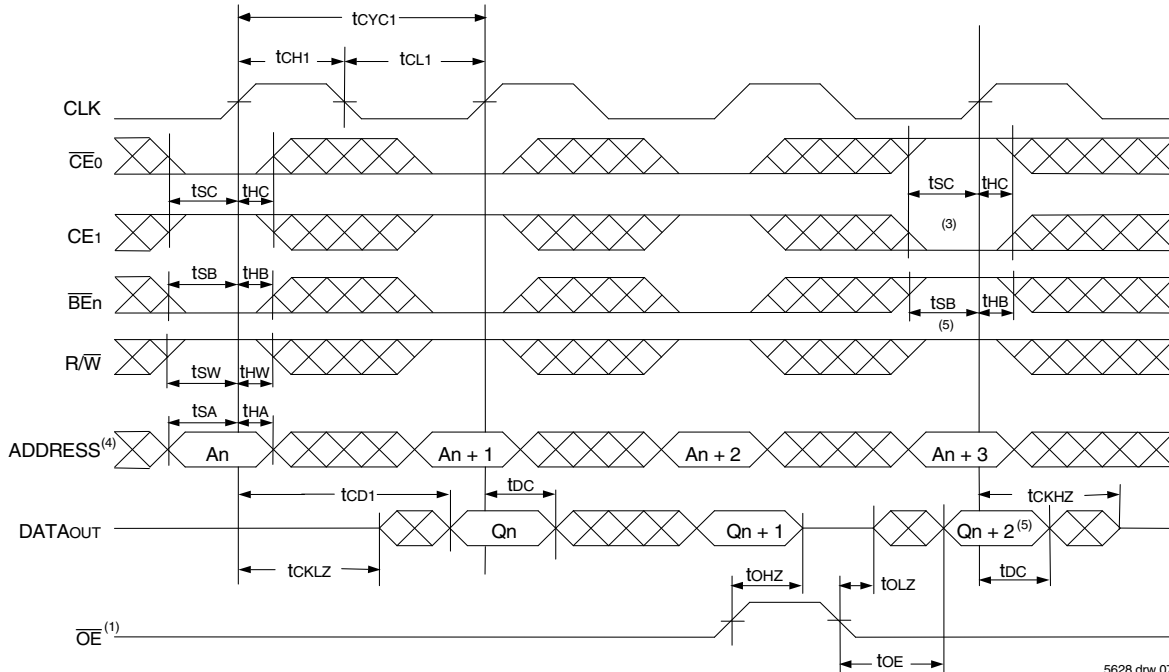 tCYC1
tCH1 tCL1
CLK
CE0
tSC tHC tSC tHC
CE1 (3)
tSB tHB
BEn tSB tHB
(5)
R/W
tSW tHW
tSA tHA
ADDRESS(4) An An + 1 An + 2 An + 3
tCD1 tDC tCKHZ
DATAOUT Qn Qn + 1 Qn + 2(5)
tCKLZ tOHZ tOLZ tDC
OE(1)
tOE
5628 drw 07